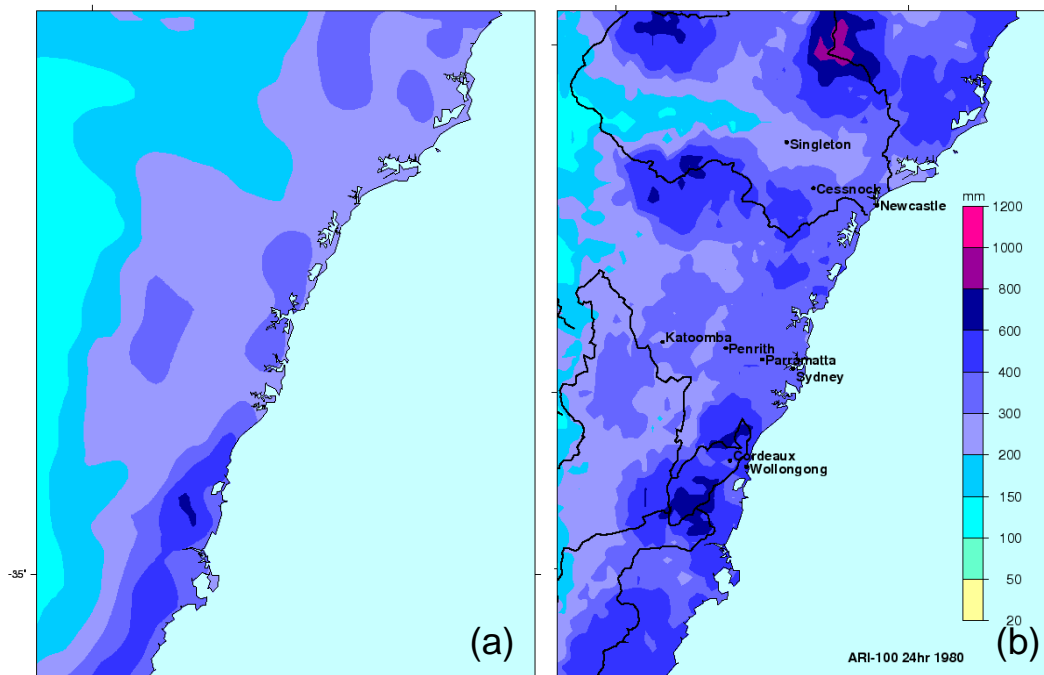 -35°
(a)
Singleton
Cessnock
Newcastle
Katoomba
Penrith
Parramatta
Sydney
Cordeaux
Wollongong
mm
1200
1000
800
600
400
300
200
150
100
50
20
ARI-100 24hr 1980
(b)